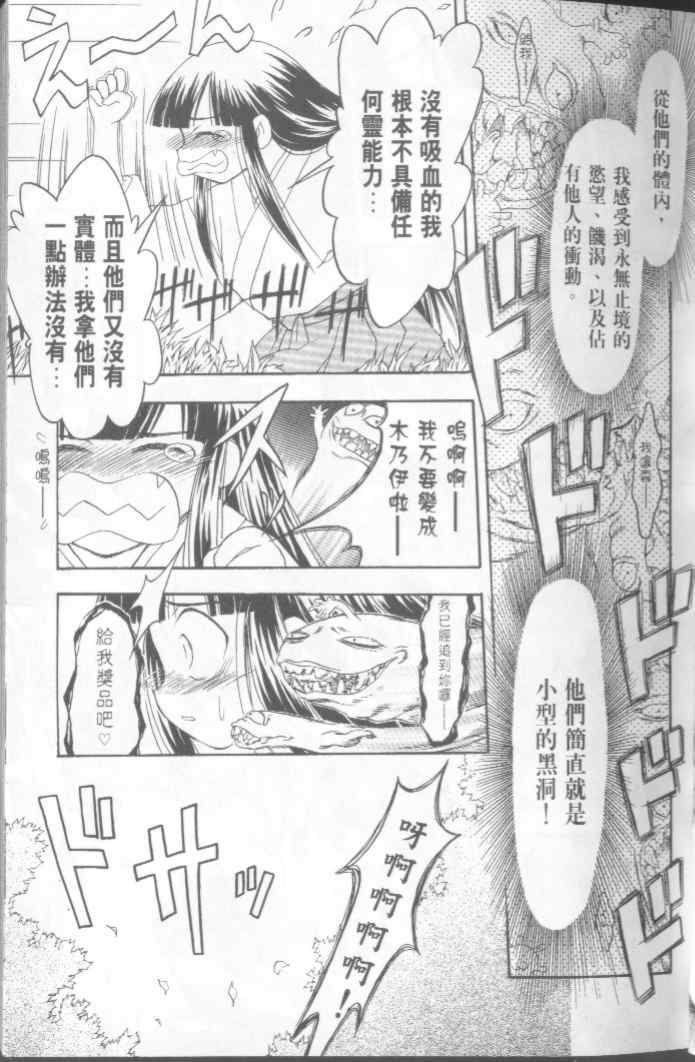 從他們的體內，
我感受到永無止境的
慾望、饑渴、以及佔
有他人的衝動。
ドドドドド
他們簡直就是
小型的黑洞！
えーん
沒有吸血的我
根本不具備任
何靈能力…
而且他們又沒有
實體…我拿他們
一點辦法沒有…
嗚啊啊——
我不要變成
木乃伊啦——
嗚嗚——
我已經追到妳囉——
給我獎品吧♡
呀啊啊啊啊！
ドサッ